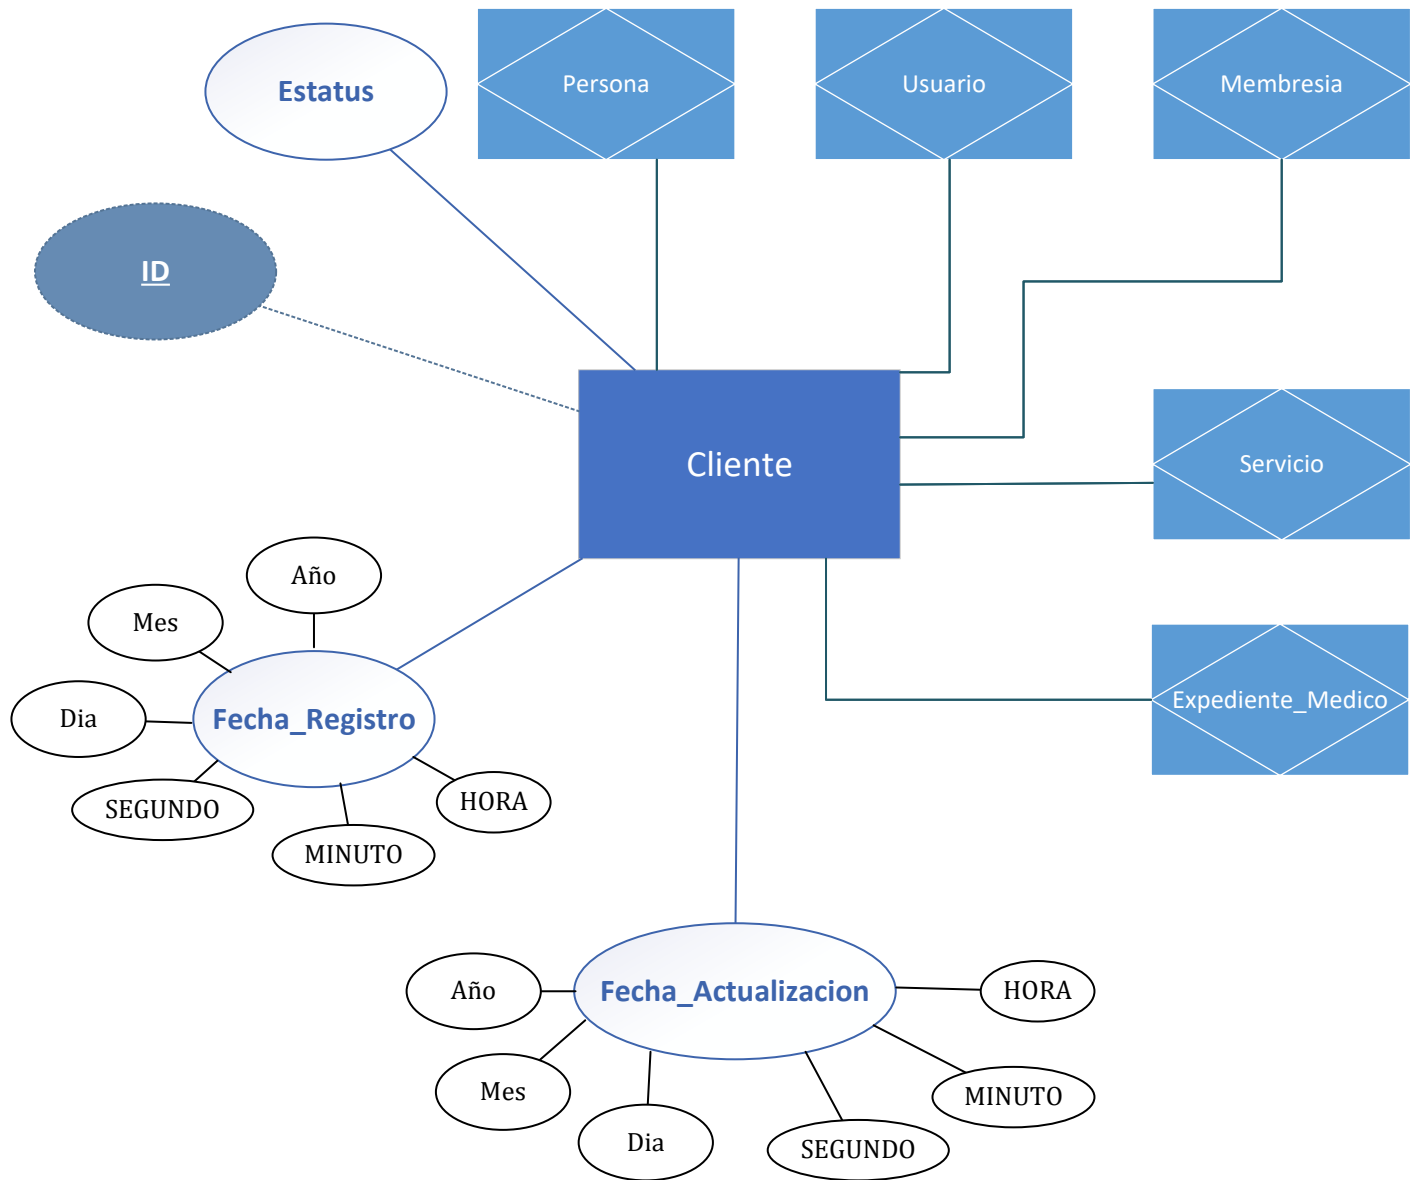 Estatus
Persona
Usuario
Membresia
ID
Cliente
Servicio
Año
Mes
Dia
Fecha_Registro
SEGUNDO
MINUTO
HORA
Expediente_Medico
Año
Fecha_Actualizacion
HORA
Mes
Dia
SEGUNDO
MINUTO